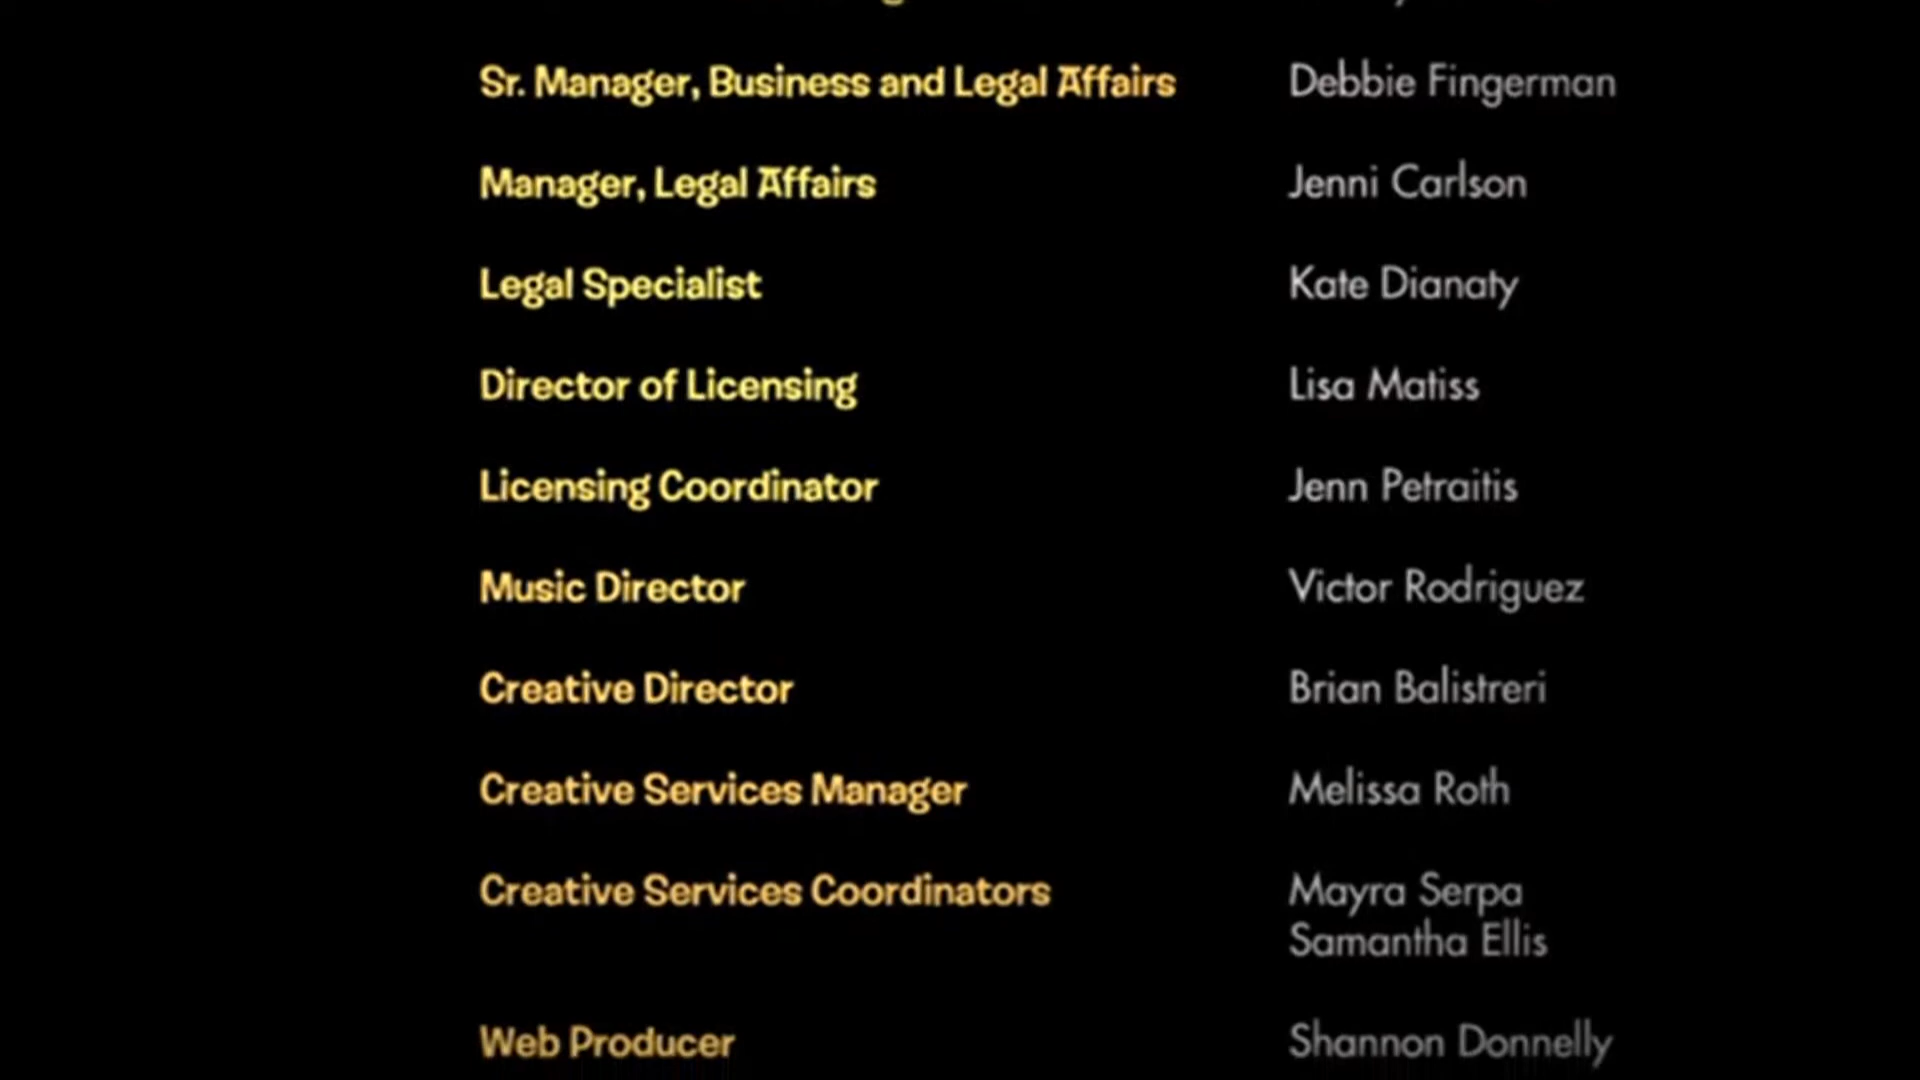 Sr. Manager, Business and Legal Affairs Debbie Fingerman
Manager, Legal Affairs Jenni Carlson
Legal Specialist Kate Dianaty
Director of Licensing Lisa Matiss
Licensing Coordinator Jenn Petraitis
Music Director Victor Rodriguez
Creative Director Brian Balistreri
Creative Services Manager Melissa Roth
Creative Services Coordinators Mayra Serpa
Samantha Ellis
Web Producer Shannon Donnelly